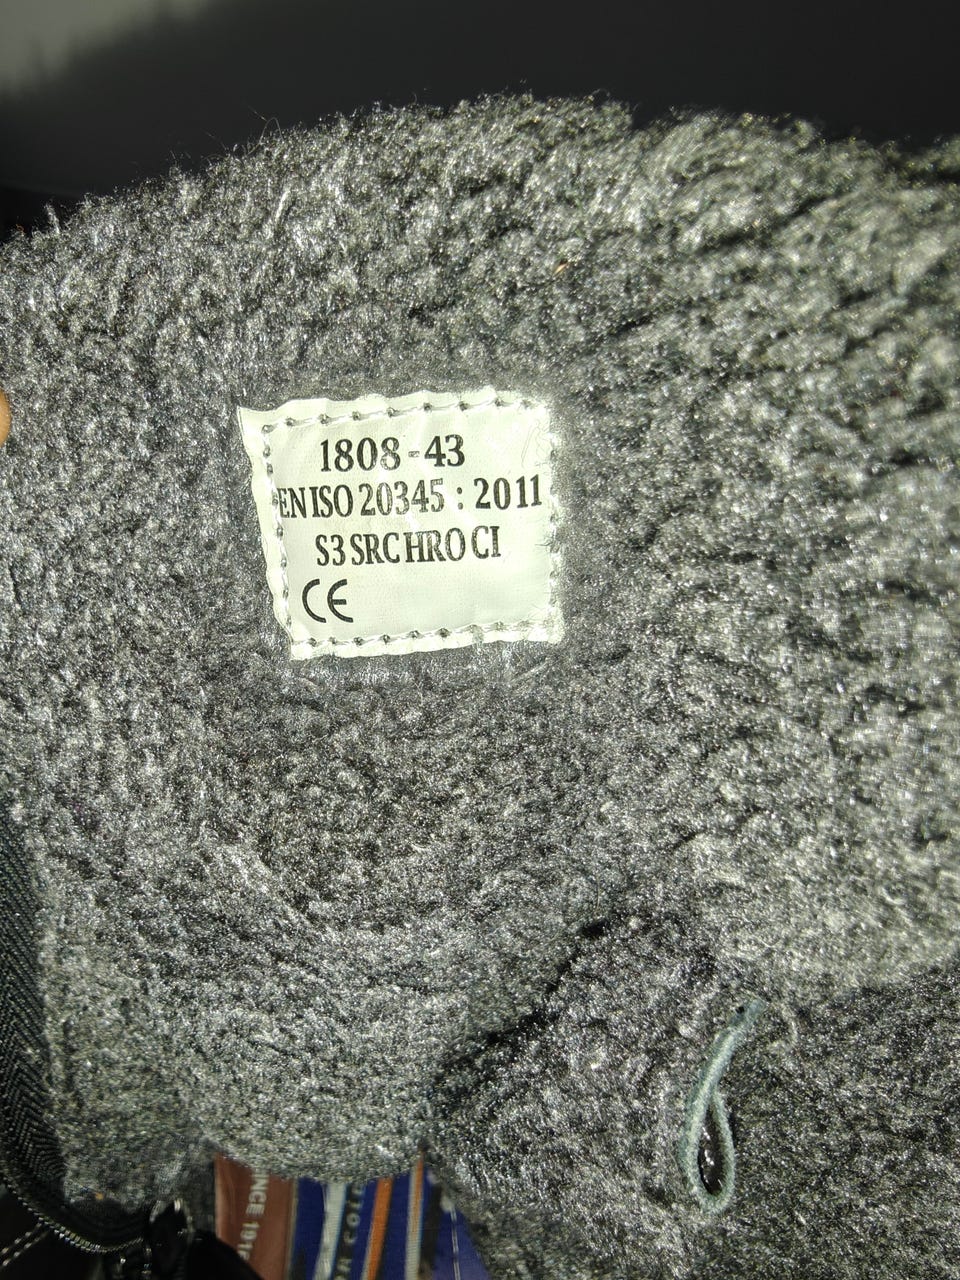 1808-43
EN ISO 20345 : 2011
S3 SRC HRO CI
CE